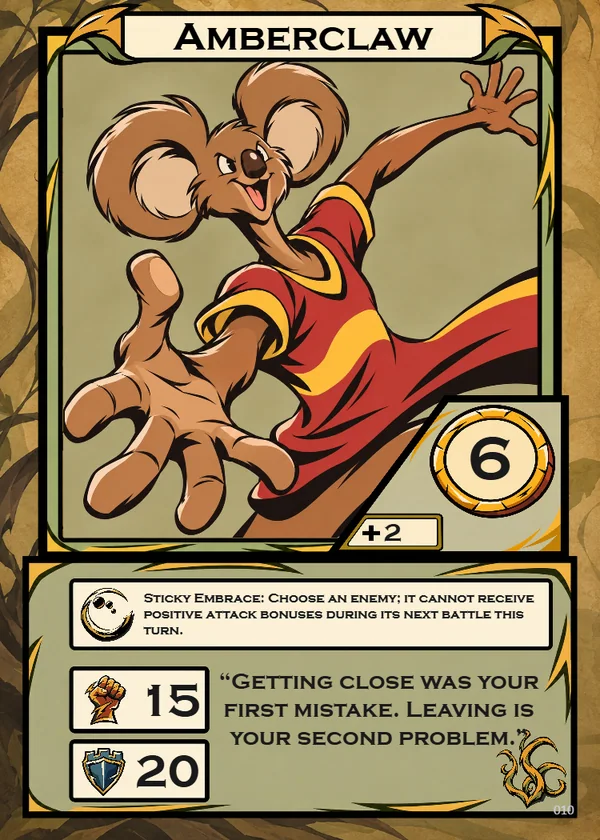 Amberclaw
6
+2
Sticky Embrace: Choose an enemy; it cannot receive
positive attack bonuses during its next battle this
turn.
15
“Getting close was your
first mistake. Leaving is
your second problem.”
20
010